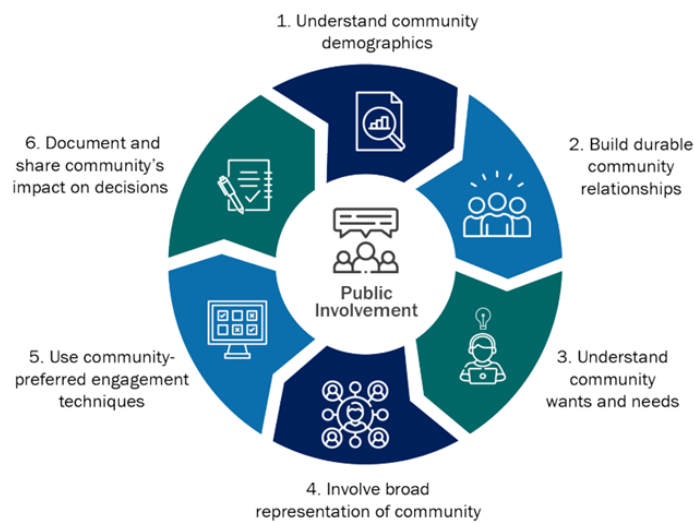 1. Understand community
demographics
2. Build durable
community
relationships
3. Understand
community
wants and needs
4. Involve broad
representation of community
5. Use community-
preferred engagement
techniques
6. Document and
share community's
impact on decisions
Public
Involvement